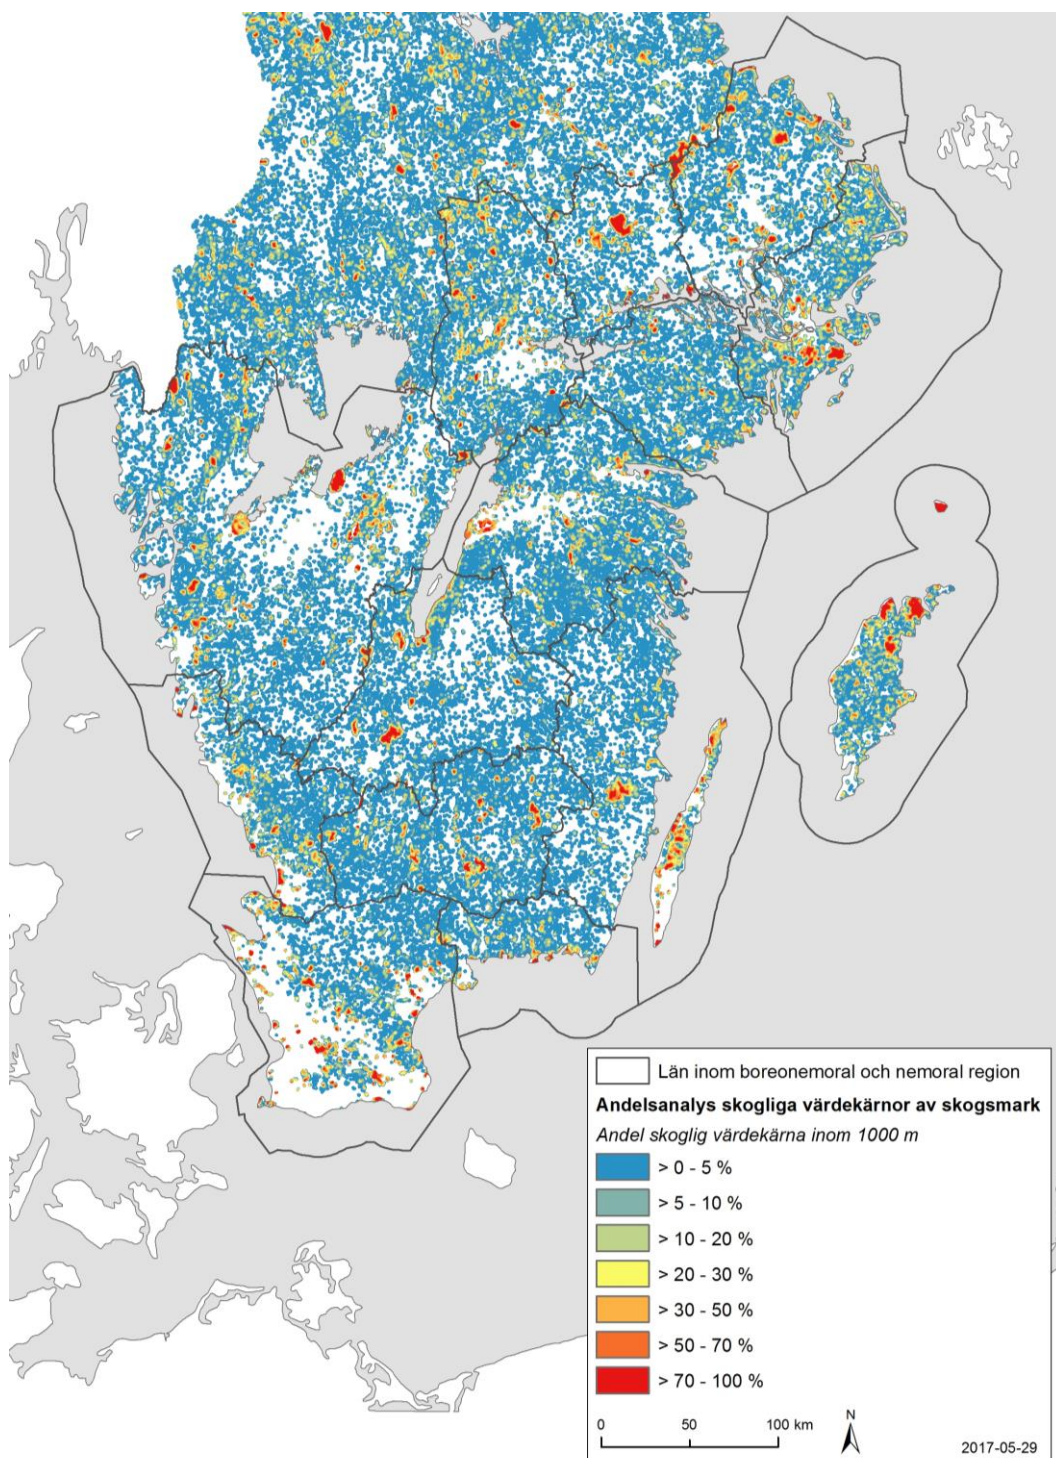 Län inom boreonemoral och nemoral region
Andelsanalys skogliga värdekärnor av skogsmark
Andel skoglig värdekärna inom 1000 m
> 0 - 5 %
> 5 - 10 %
> 10 - 20 %
> 20 - 30 %
> 30 - 50 %
> 50 - 70 %
> 70 - 100 %
0 50 100 km
N
2017-05-29